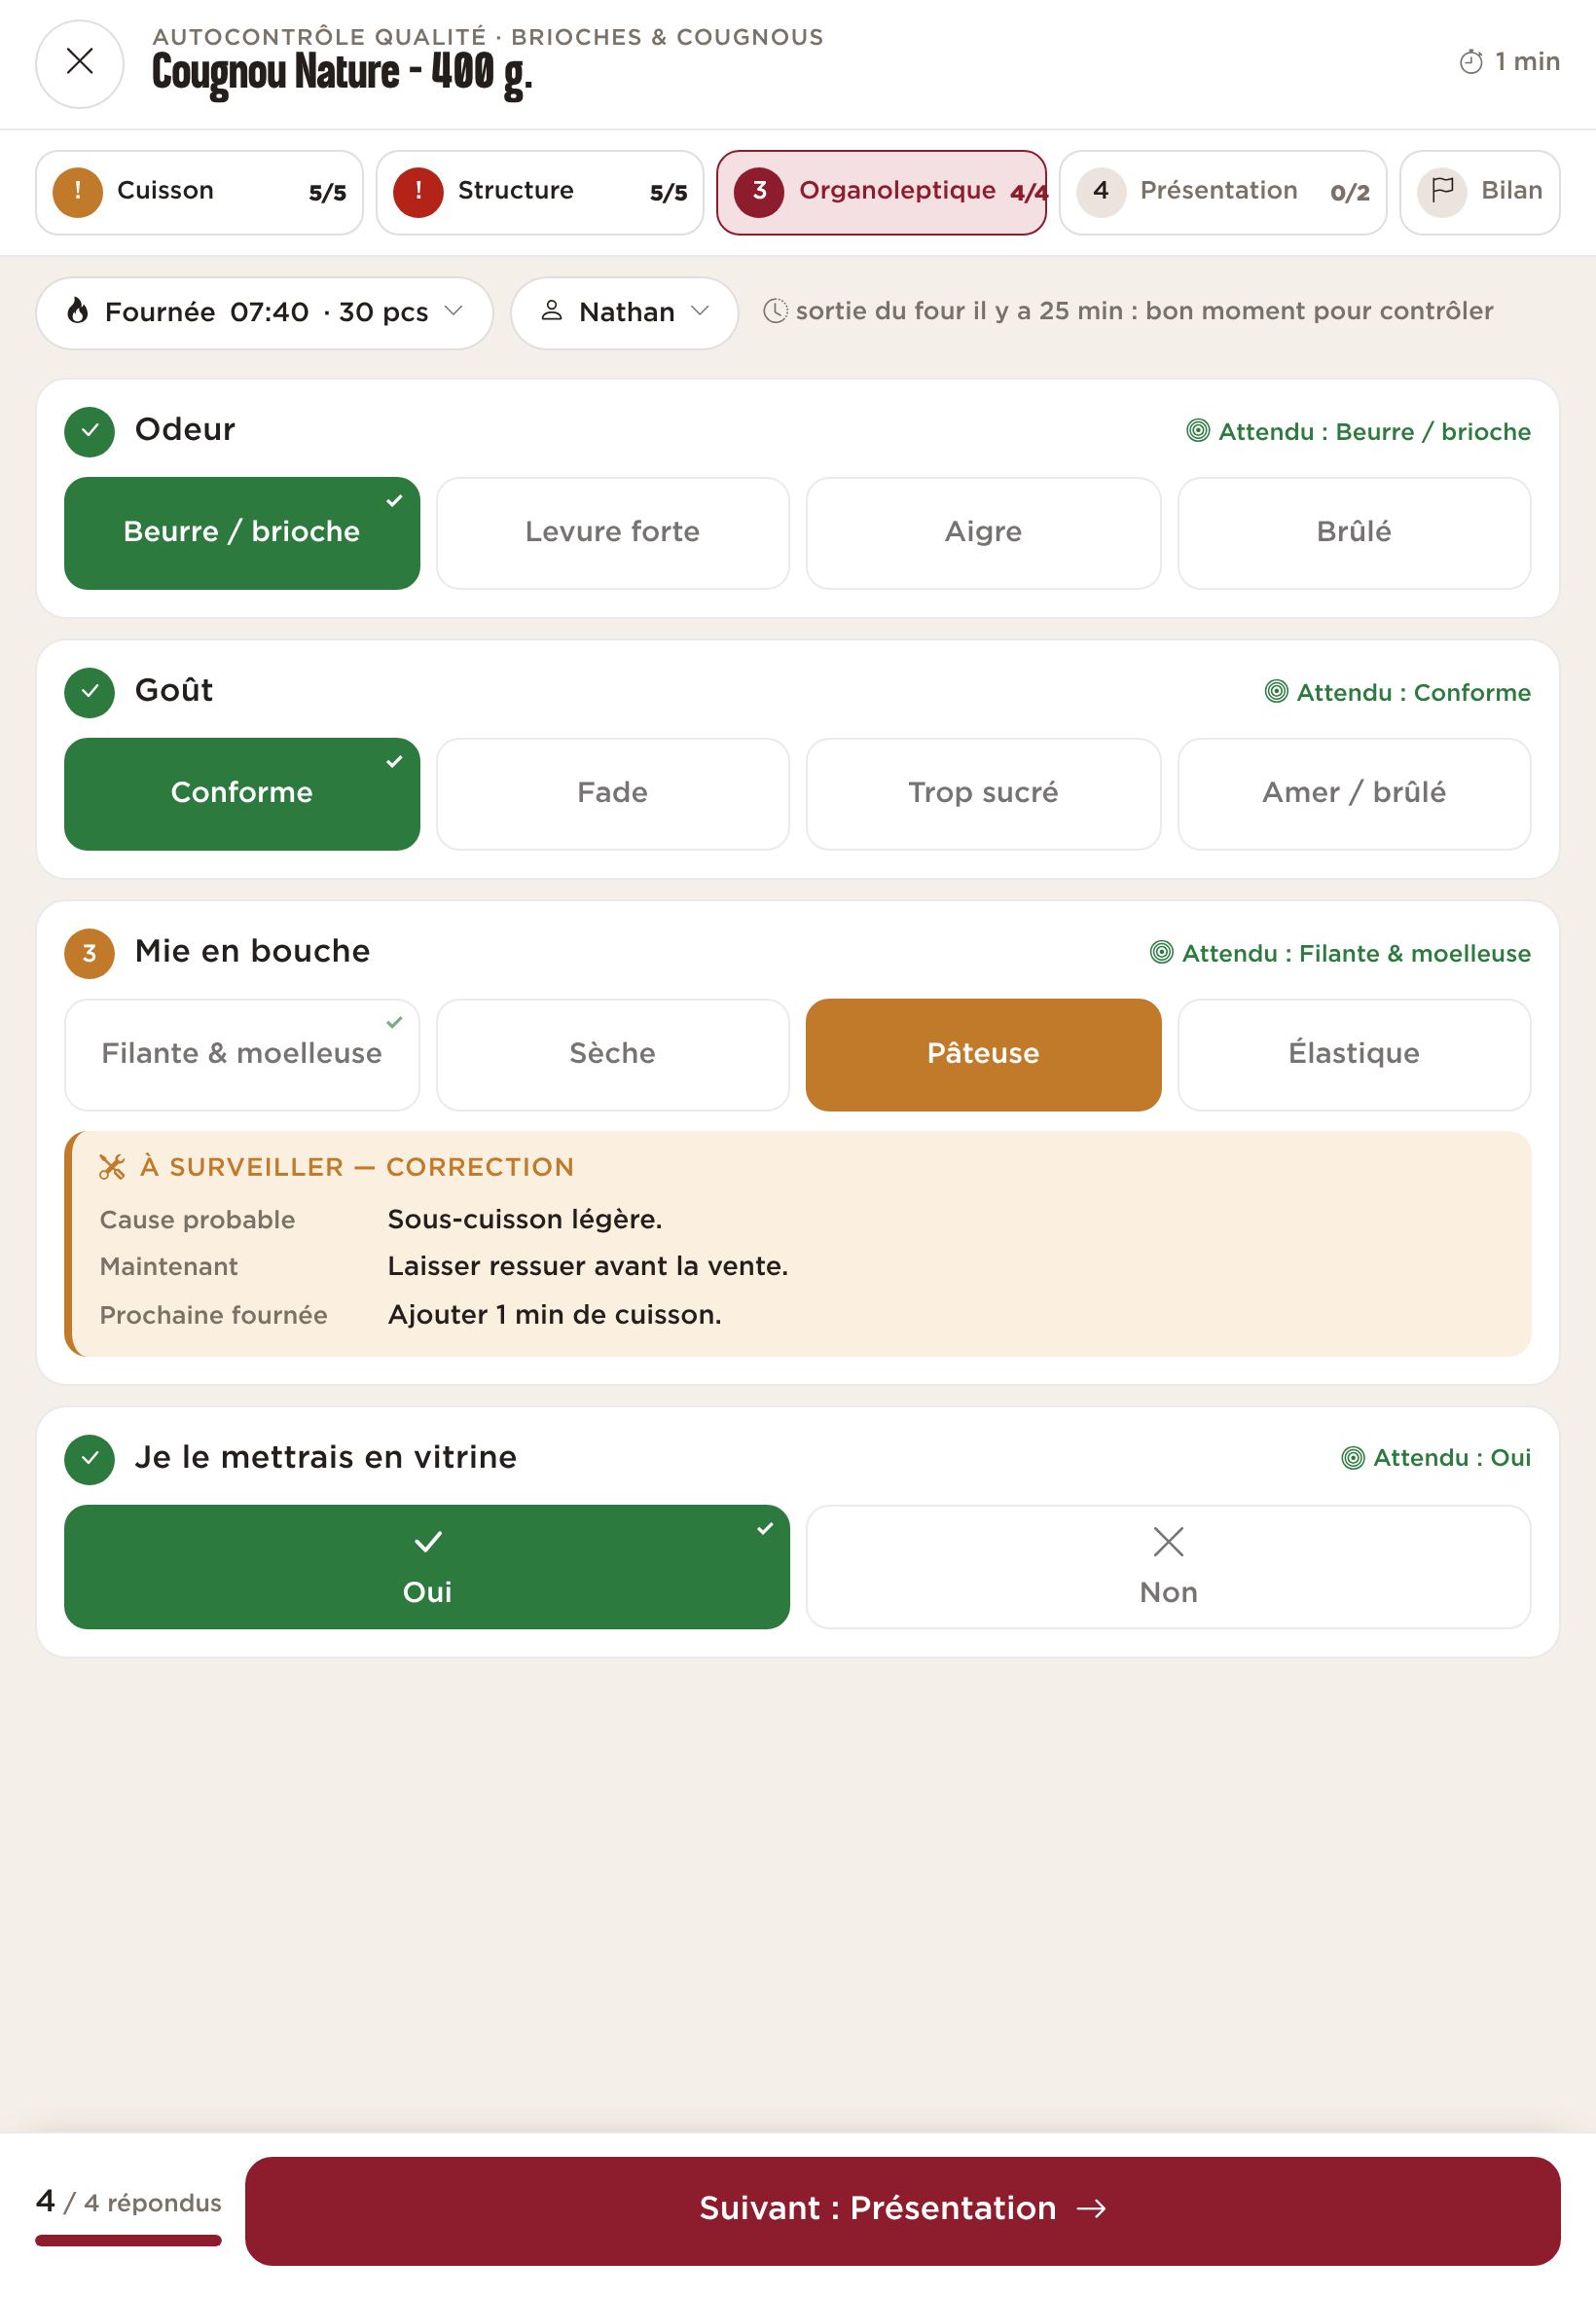 AUTOCONTRÔLE QUALITÉ · BRIOCHES & COUGNOUS
Cougnou Nature - 400 g.
1 min
! Cuisson 5/5
! Structure 5/5
3 Organoleptique 4/4
4 Présentation 0/2
Bilan
Fournée 07:40 · 30 pcs
Nathan
sortie du four il y a 25 min : bon moment pour contrôler
Odeur
Attendu : Beurre / brioche
Beurre / brioche
Levure forte
Aigre
Brûlé
Goût
Attendu : Conforme
Conforme
Fade
Trop sucré
Amer / brûlé
3 Mie en bouche
Attendu : Filante & moelleuse
Filante & moelleuse
Sèche
Pâteuse
Élastique
À SURVEILLER — CORRECTION
Cause probable Sous-cuisson légère.
Maintenant Laisser ressuer avant la vente.
Prochaine fournée Ajouter 1 min de cuisson.
Je le mettrais en vitrine
Attendu : Oui
Oui
Non
4 / 4 répondus
Suivant : Présentation →